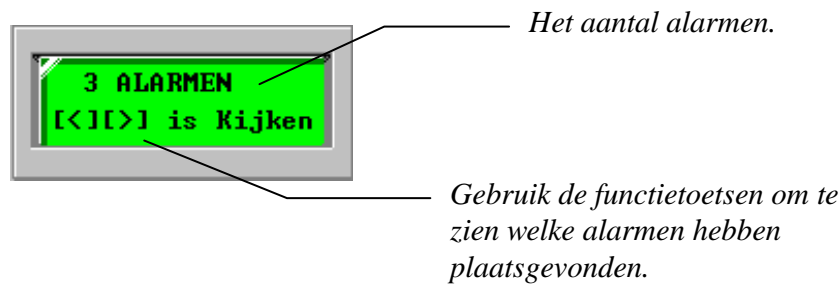 Het aantal alarmen.
3 ALARMEN
[<][>] is Kijken
Gebruik de functietoetsen om te
zien welke alarmen hebben
plaatsgevonden.